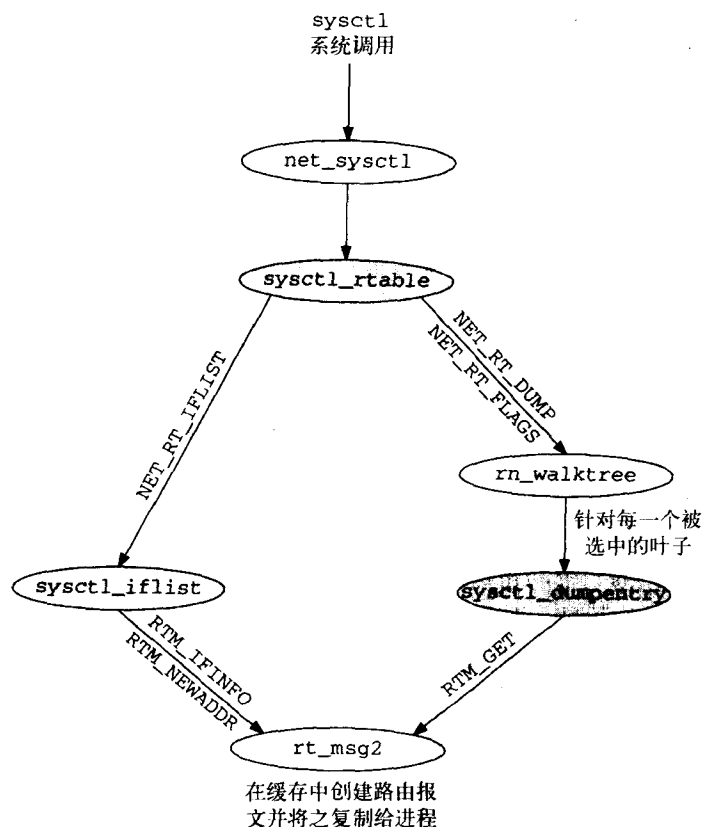 sysctl
系统调用
net_sysctl
sysctl_rtable
NET_RT_IFLIST
NET_RT_DUMP
NET_RT_FLAGS
rn_walktree
针对每一个被
选中的叶子
sysctl_iflist
sysctl_dumpentry
RTM_IFINFO
RTM_NEWADDR
RTM_GET
rt_msg2
在缓存中创建路由报
文并将之复制给进程